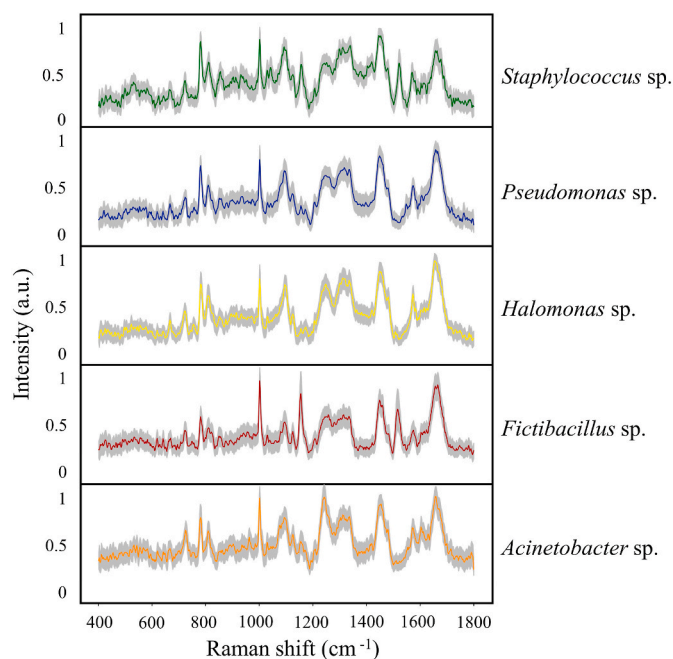 1
0.5
0
Staphylococcus sp.
1
0.5
0
Pseudomonas sp.
1
0.5
0
Halomonas sp.
1
0.5
0
Fictibacillus sp.
1
0.5
0
Acinetobacter sp.
Intensity (a.u.)
400 600 800 1000 1200 1400 1600 1800
Raman shift (cm⁻¹)